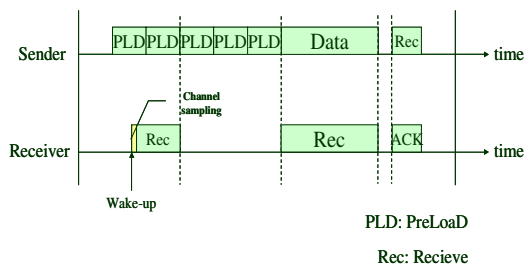 Sender
PLD PLD PLD PLD PLD Data Rec
time
Channel
sampling
Receiver
Rec Rec ACK
time
Wake-up
PLD: PreLoaD
Rec: Recieve